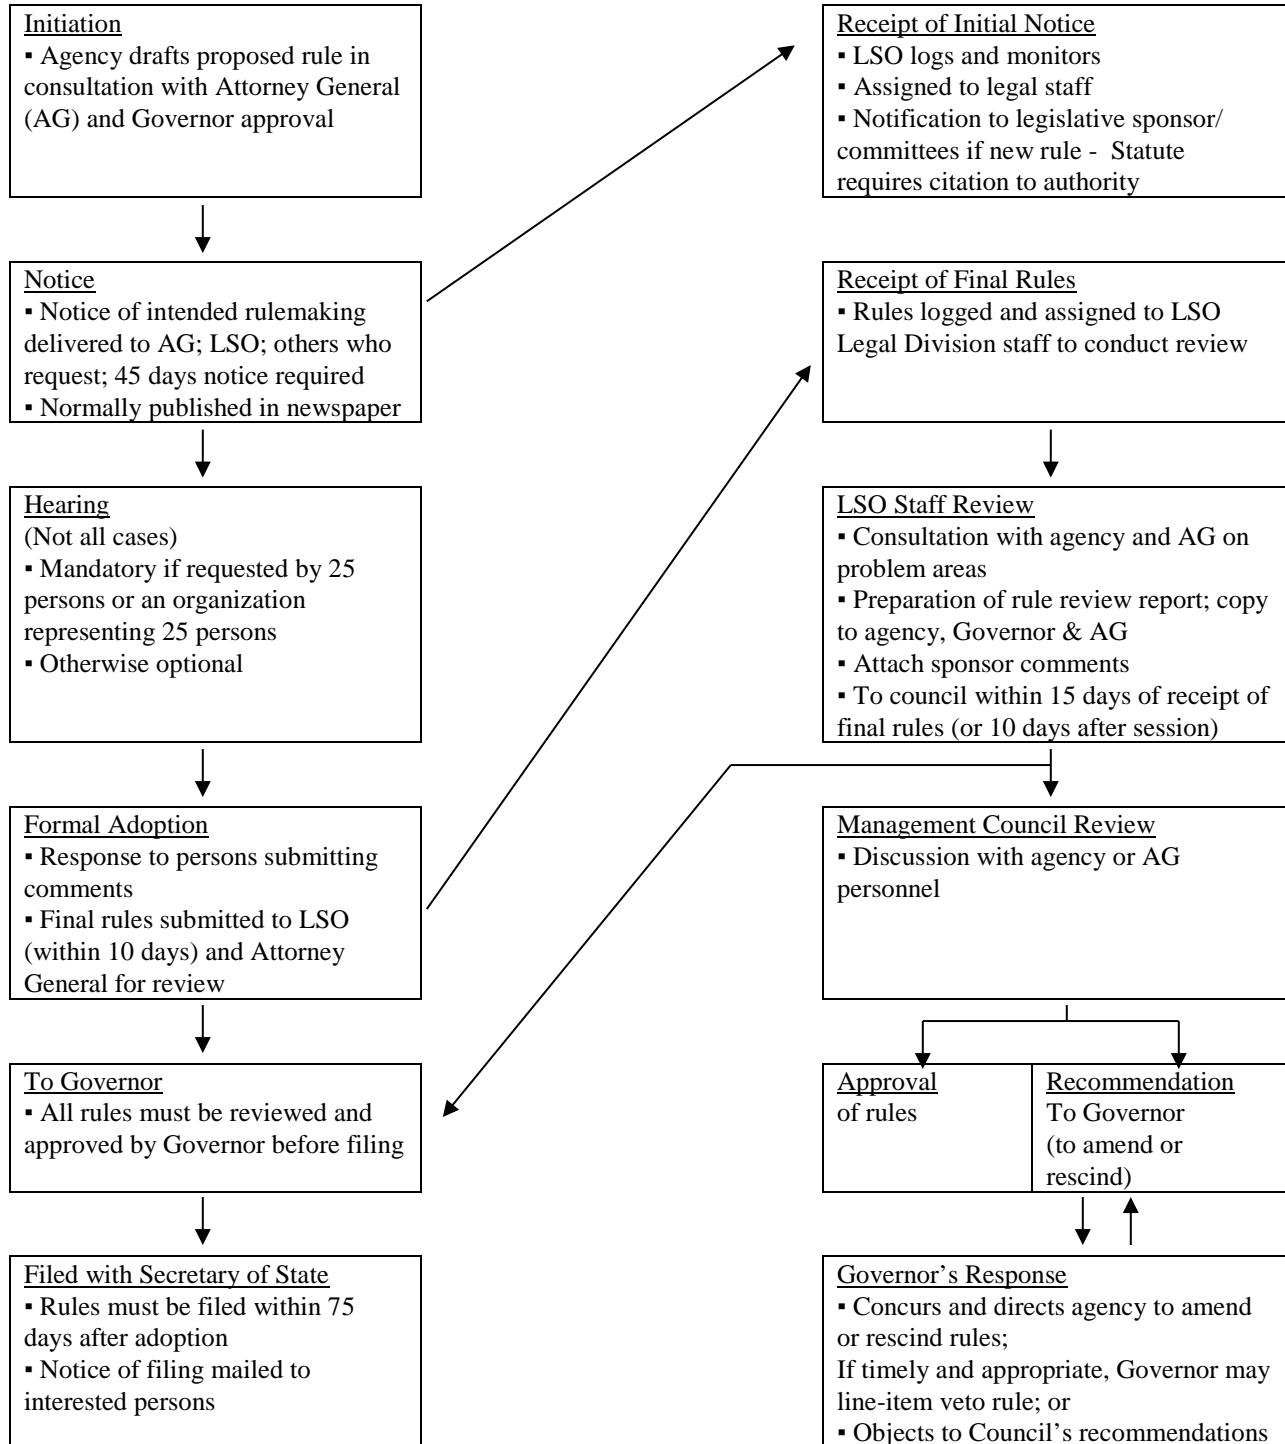 Initiation
▪ Agency drafts proposed rule in
consultation with Attorney General
(AG) and Governor approval
Notice
▪ Notice of intended rulemaking
delivered to AG; LSO; others who
request; 45 days notice required
▪ Normally published in newspaper
Hearing
(Not all cases)
▪ Mandatory if requested by 25
persons or an organization
representing 25 persons
▪ Otherwise optional
Formal Adoption
▪ Response to persons submitting
comments
▪ Final rules submitted to LSO
(within 10 days) and Attorney
General for review
To Governor
▪ All rules must be reviewed and
approved by Governor before filing
Filed with Secretary of State
▪ Rules must be filed within 75
days after adoption
▪ Notice of filing mailed to
interested persons
Receipt of Initial Notice
▪ LSO logs and monitors
▪ Assigned to legal staff
▪ Notification to legislative sponsor/
committees if new rule - Statute
requires citation to authority
Receipt of Final Rules
▪ Rules logged and assigned to LSO
Legal Division staff to conduct review
LSO Staff Review
▪ Consultation with agency and AG on
problem areas
▪ Preparation of rule review report; copy
to agency, Governor & AG
▪ Attach sponsor comments
▪ To council within 15 days of receipt of
final rules (or 10 days after session)
Management Council Review
▪ Discussion with agency or AG
personnel
Approval
of rules
Recommendation
To Governor
(to amend or
rescind)
Governor’s Response
▪ Concurs and directs agency to amend
or rescind rules;
If timely and appropriate, Governor may
line-item veto rule; or
▪ Objects to Council’s recommendations